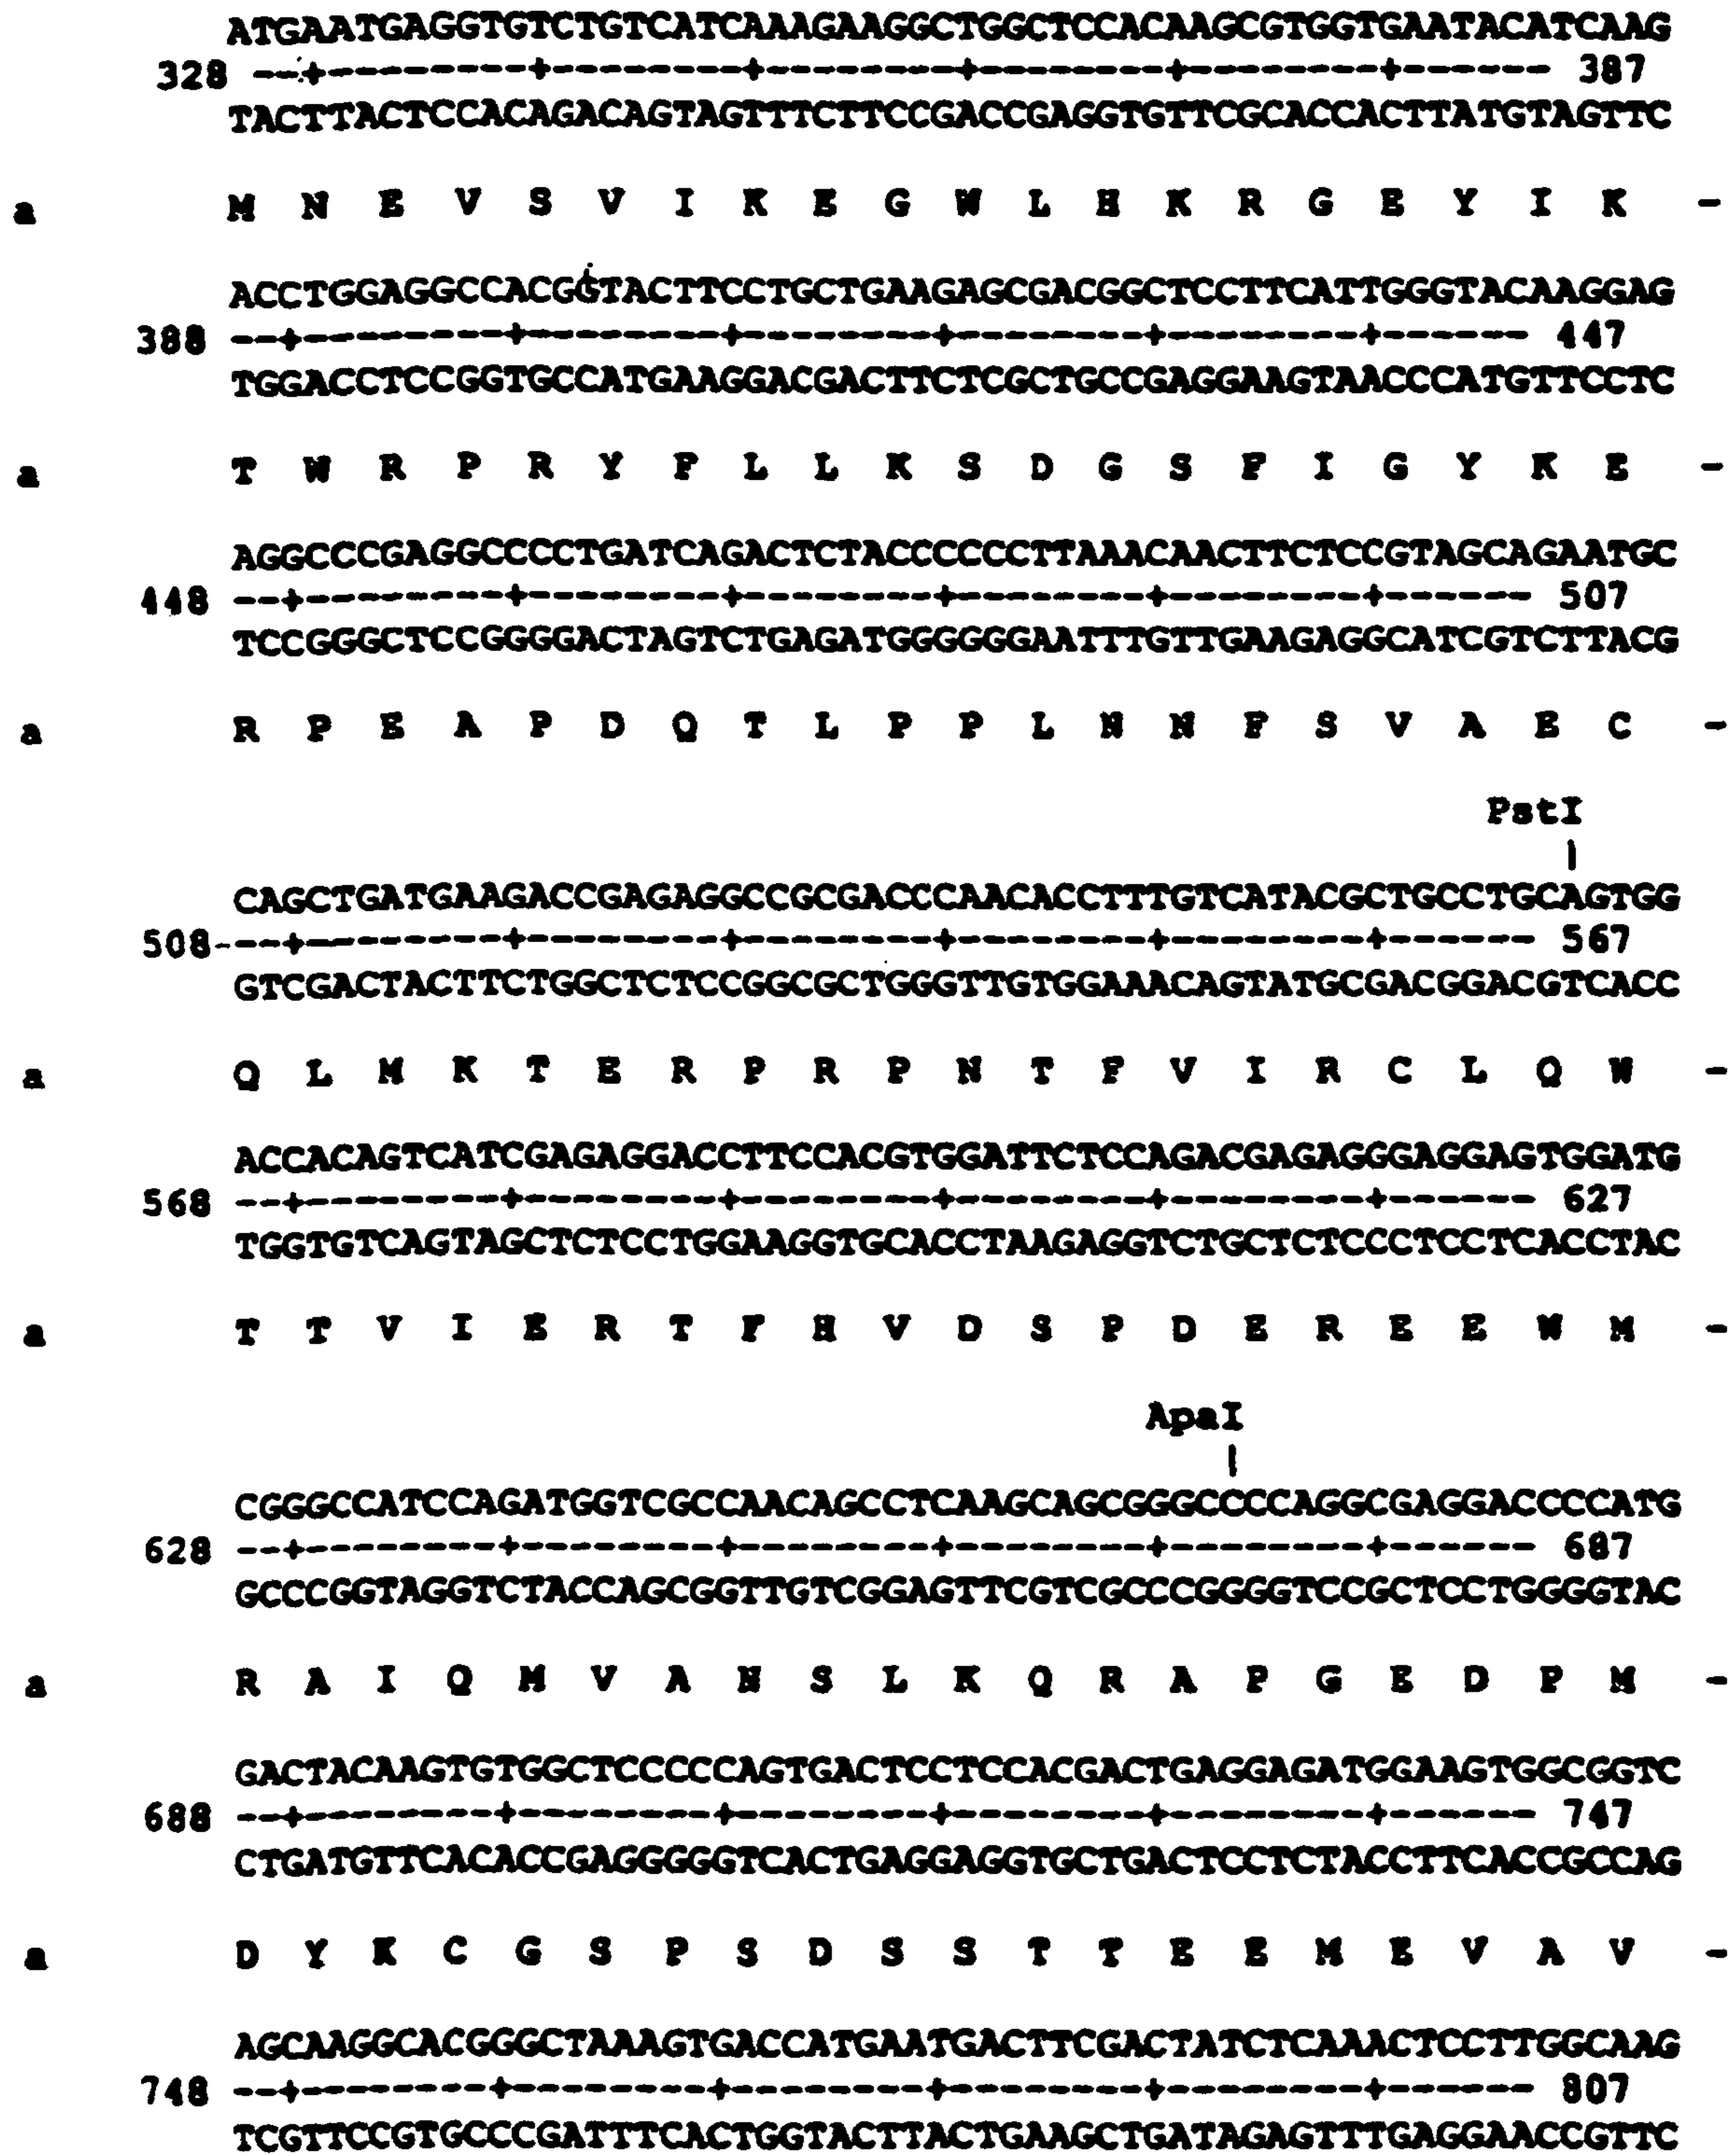 ATGAATGAGGTGTCTGTCATCAAAGAAGGCTGGCTCCACAAGCGTGGTGAATACATCAAG
328 --+---------+---------+---------+---------+---------+------ 387
TACTTACTCCACAGACAGTAGTTTCTTCCGACCGAGGTGTTCGCACCACTTATGTAGTTC
a M N E V S V I K E G W L H K R G E Y I K -
ACCTGGAGGCCACGGTACTTCCTGCTGAAGAGCGACGGCTCCTTCATTGGGTACAAGGAG
388 --+---------+---------+---------+---------+---------+------ 447
TGGACCTCCGGTGCCATGAAGGACGACTTCTCGCTGCCGAGGAAGTAACCCATGTTCCTC
a T W R P R Y F L L K S D G S F I G Y K E -
AGGCCCGAGGCCCCTGATCAGACTCTACCCCCCTTAAACAACTTCTCCGTAGCAGAATGC
448 --+---------+---------+---------+---------+---------+------ 507
TCCGGGCTCCGGGGACTAGTCTGAGATGGGGGGAATTTGTTGAAGAGGCATCGTCTTACG
a R P E A P D Q T L P P L N N F S V A E C -
PstI
|
CAGCTGATGAAGACCGAGAGGCCGCGACCCAACACCTTTGTCATACGCTGCCTGCAGTGG
508---+---------+---------+---------+---------+---------+------ 567
GTCGACTACTTCTGGCTCTCCGGCGCTGGGTTGTGGAAACAGTATGCGACGGACGTCACC
a Q L M K T E R P R P N T F V I R C L Q W -
ACCACAGTCATCGAGAGGACCTTCCACGTGGATTCTCCAGACGAGAGGGAGGAGTGGATG
568 --+---------+---------+---------+---------+---------+------ 627
TGGTGTCAGTAGCTCTCCTGGAAGGTGCACCTAAGAGGTCTGCTCTCCCTCCTCACCTAC
a T T V I E R T F H V D S P D E R E E W M -
ApaI
|
CGGGCCATCCAGATGGTCGCCAACAGCCTCAAGCAGCGGGCCCCAGGCGAGGACCCCATG
628 --+---------+---------+---------+---------+---------+------ 687
GCCCGGTAGGTCTACCAGCGGTTGTCGGAGTTCGTCGCCCGGGGTCCGCTCCTGGGGTAC
a R A I Q M V A N S L K Q R A P G E D P M -
GACTACAAGTGTGGCTCCCCCAGTGACTCCTCCACGACTGAGGAGATGGAAGTGGCGGTC
688 --+---------+---------+---------+---------+---------+------ 747
CTGATGTTCACACCGAGGGGGTCACTGAGGAGGTGCTGACTCCTCTACCTTCACCGCCAG
a D Y K C G S P S D S S T T E E M E V A V -
AGCAAGGCACGGGCTAAAGTGACCATGAATGACTTCGACTATCTCAAACTCCTTGGCAAG
748 --+---------+---------+---------+---------+---------+------ 807
TCGTTCCGTGCCCGATTTCACTGGTACTTACTGAAGCTGATAGAGTTTGAGGAACCGTTC